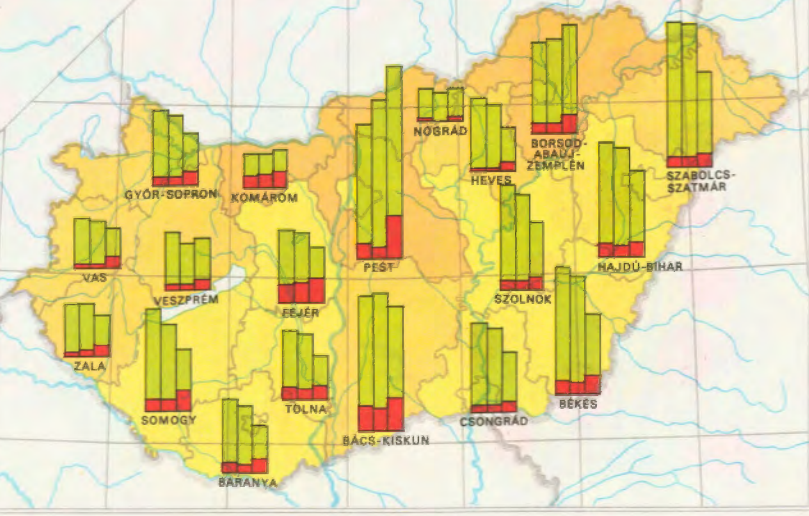 NÓGRÁD
BORSOD-
ABAÚJ-
ZEMPLÉN
HEVES
SZABOLCS-
SZATMÁR
GYŐR-SOPRON
KOMÁROM
PEST
HAJDÚ-BIHAR
VAS
VESZPRÉM
FEJÉR
SZOLNOK
ZALA
TOLNA
BÉKÉS
SOMOGY
CSONGRÁD
BÁCS-KISKUN
BARANYA